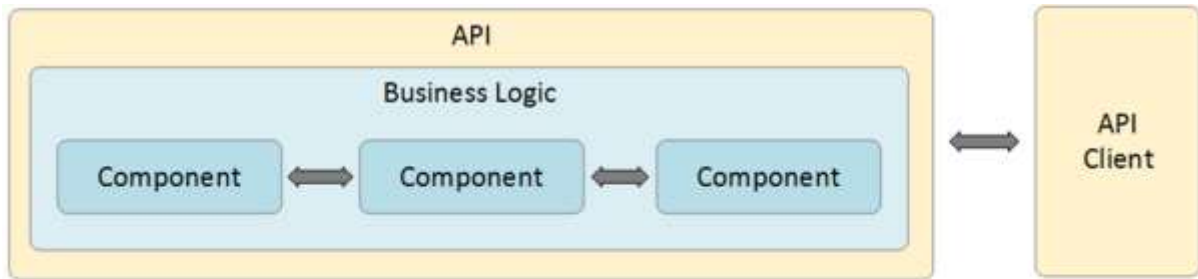 API
Business Logic
Component
Component
Component
API
Client